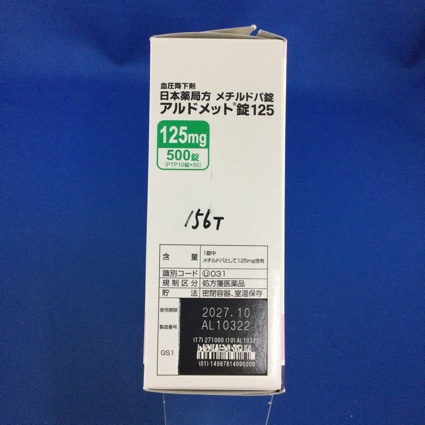 血圧降下剤
日本薬局方 メチルドパ錠
アルドメット®錠125
125mg
500錠
(PTP10錠×50)
156T
含量 1錠中 メチルドパとして125mg含有
識別コード Ⓤ031
規制区分 処方箋医薬品
貯法 密閉容器、室温保存
使用期限 2027.10
製造番号 AL10322
(17) 271000 (10) AL10322
GS1
(01) 14987814000200